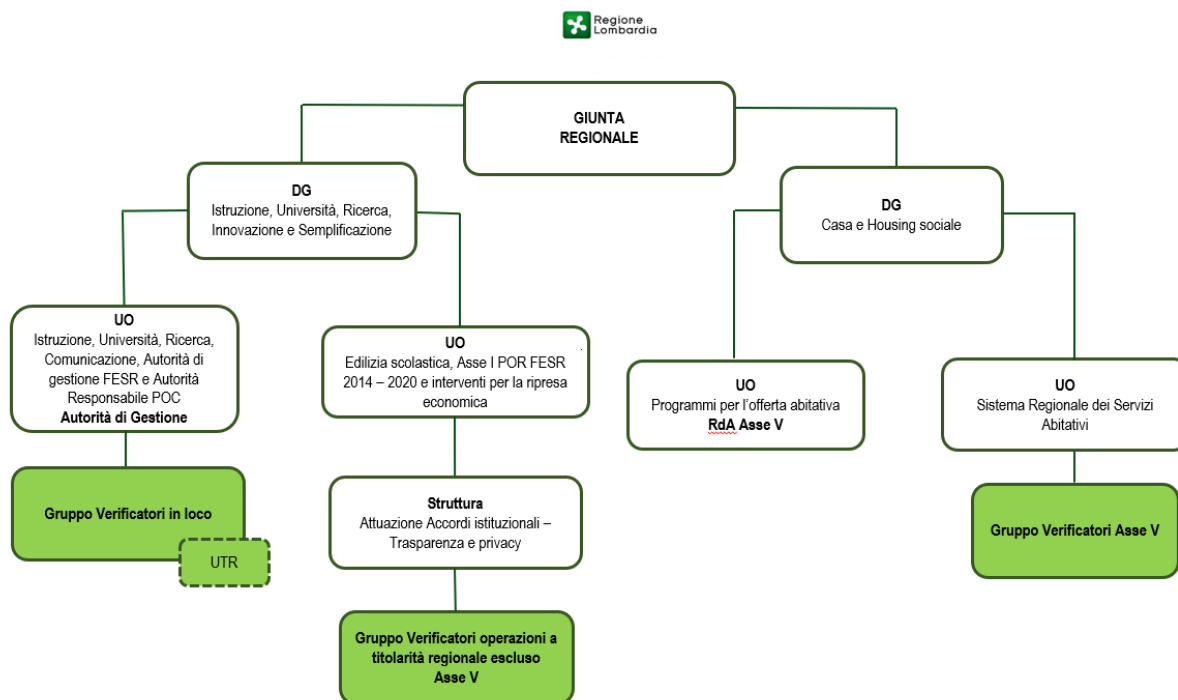 Regione
Lombardia
GIUNTA
REGIONALE
DG
Istruzione, Università, Ricerca,
Innovazione e Semplificazione
DG
Casa e Housing sociale
UO
Istruzione, Università, Ricerca,
Comunicazione, Autorità di
gestione FESR e Autorità
Responsabile POC
Autorità di Gestione
UO
Edilizia scolastica, Asse I POR FESR
2014 – 2020 e interventi per la ripresa
economica
UO
Programmi per l'offerta abitativa
RdA Asse V
UO
Sistema Regionale dei Servizi
Abitativi
Gruppo Verificatori in loco
UTR
Struttura
Attuazione Accordi istituzionali –
Trasparenza e privacy
Gruppo Verificatori Asse V
Gruppo Verificatori operazioni a
titolarità regionale escluso
Asse V